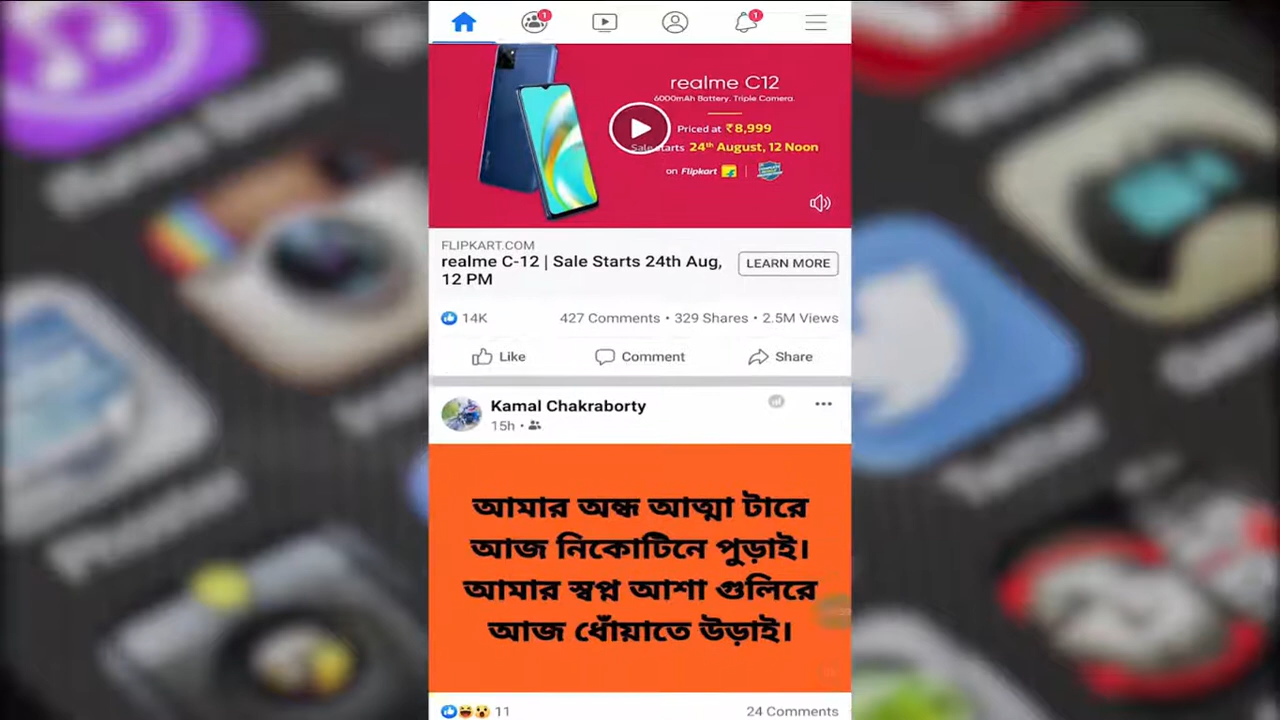 1
1
realme C12
6000mAh Battery. Triple Camera.
Priced at ₹8,999
Sale starts 24th August, 12 Noon
on Flipkart
FLIPKART.COM
realme C-12 | Sale Starts 24th Aug,
12 PM
LEARN MORE
14K
427 Comments • 329 Shares • 2.5M Views
Like
Comment
Share
Kamal Chakraborty
15h •
আমার অন্ধ আত্মা টারে
আজ নিকোটিনে পুড়াই।
আমার স্বপ্ন আশা গুলিরে
আজ ধোঁয়াতে উড়াই।
11
24 Comments